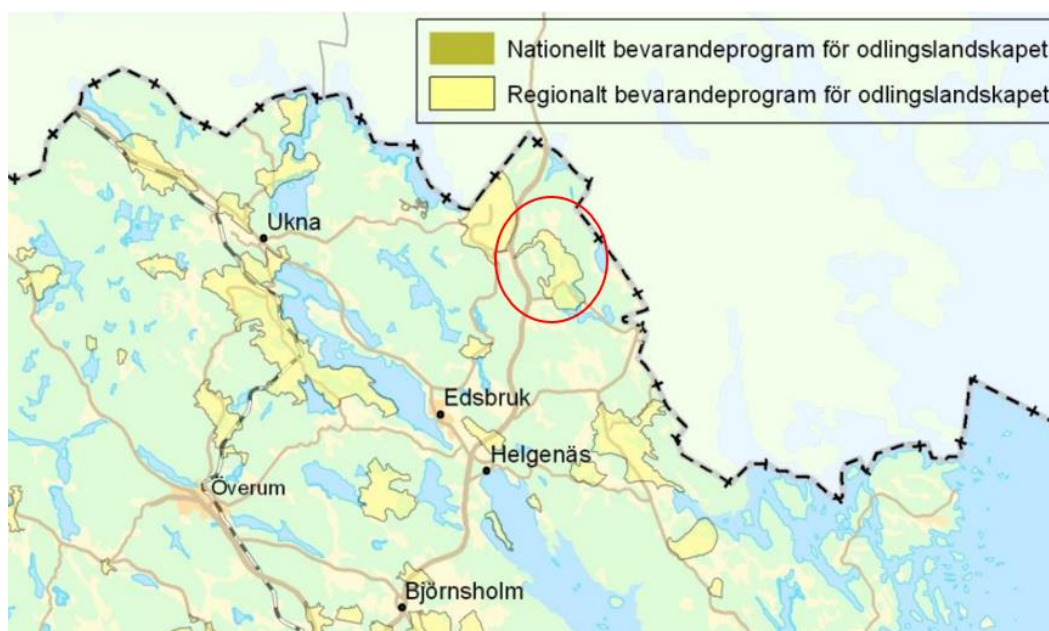 Nationellt bevarandeprogram för odlingslandskapet
Regionalt bevarandeprogram för odlingslandskapet
Ukna
Edsbruk
Helgenäs
Överum
Björnsholm